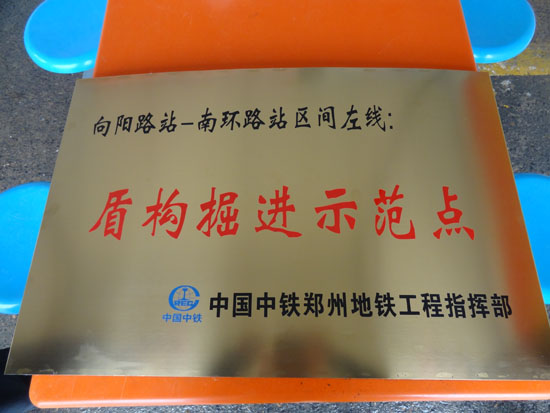 向阳路站-南环路站区间左线:
盾构掘进示范点
CREC
中国中铁
中国中铁郑州地铁工程指挥部